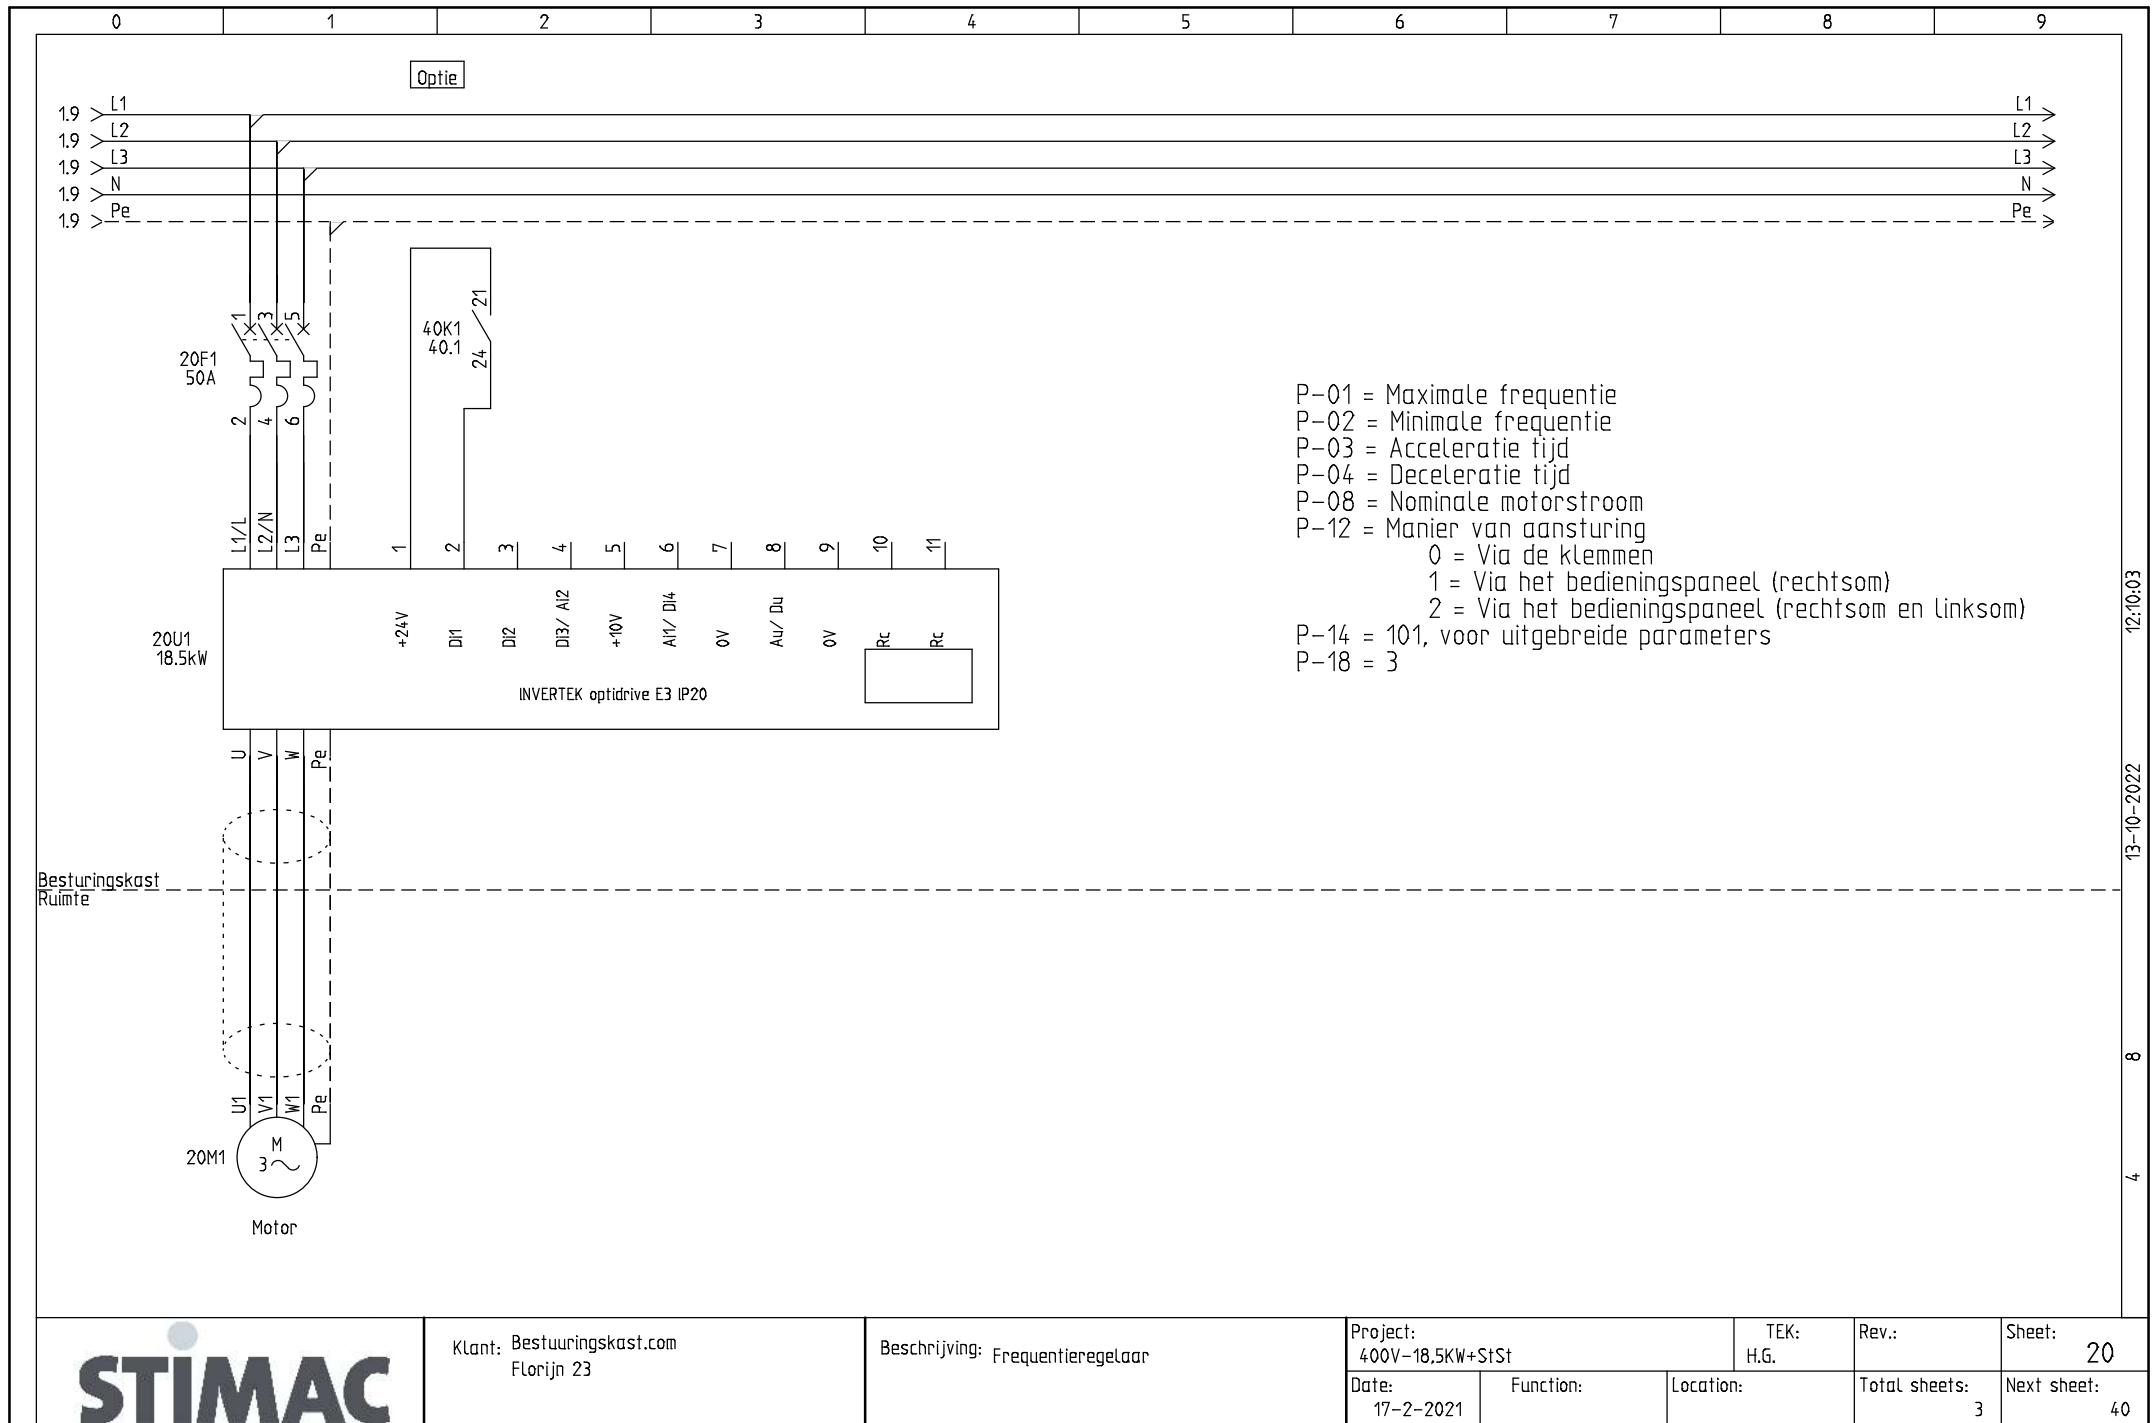 0 1 2 3 4 5 6 7 8 9
Optie
1.9 L1 L1
1.9 L2 L2
1.9 L3 L3
1.9 N N
1.9 Pe Pe
1 3 5
20F1
50A
2 4 6
21
40K1
40.1
24
P-01 = Maximale frequentie
P-02 = Minimale frequentie
P-03 = Acceleratie tijd
P-04 = Deceleratie tijd
P-08 = Nominale motorstroom
P-12 = Manier van aansturing
0 = Via de klemmen
1 = Via het bedieningspaneel (rechtsom)
2 = Via het bedieningspaneel (rechtsom en linksom)
P-14 = 101, voor uitgebreide parameters
P-18 = 3
L1/L L2/N L3 Pe 1 2 3 4 5 6 7 8 9 10 11
+24V Di1 Di2 Di3/ Ai2 +10V Ai1/ Di4 0V Au/ Du 0V Rc Rc
20U1
18.5kW
INVERTEK optidrive E3 IP20
U V W Pe
Besturingskast
Ruimte
U1 V1 W1 Pe
20M1
M
3
Motor
12:10:03
13-10-2022
8
4
STIMAC
Klant: Bestuuringskast.com
Florijn 23
Beschrijving: Frequentieregelaar
Project:
400V-18,5KW+StSt
TEK:
H.G.
Rev.:
Sheet:
20
Date:
17-2-2021
Function:
Location:
Total sheets:
3
Next sheet:
40